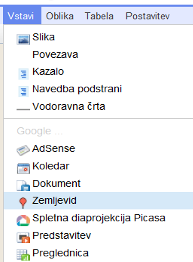 Vstavi Oblika Tabela Postavitev
Slika
Povezava
Kazalo
Navedba podstrani
Vodoravna črta
Google ...
AdSense
Koledar
Dokument
Zemljevid
Spletna diaprojekcija Picasa
Predstavitev
Preglednica